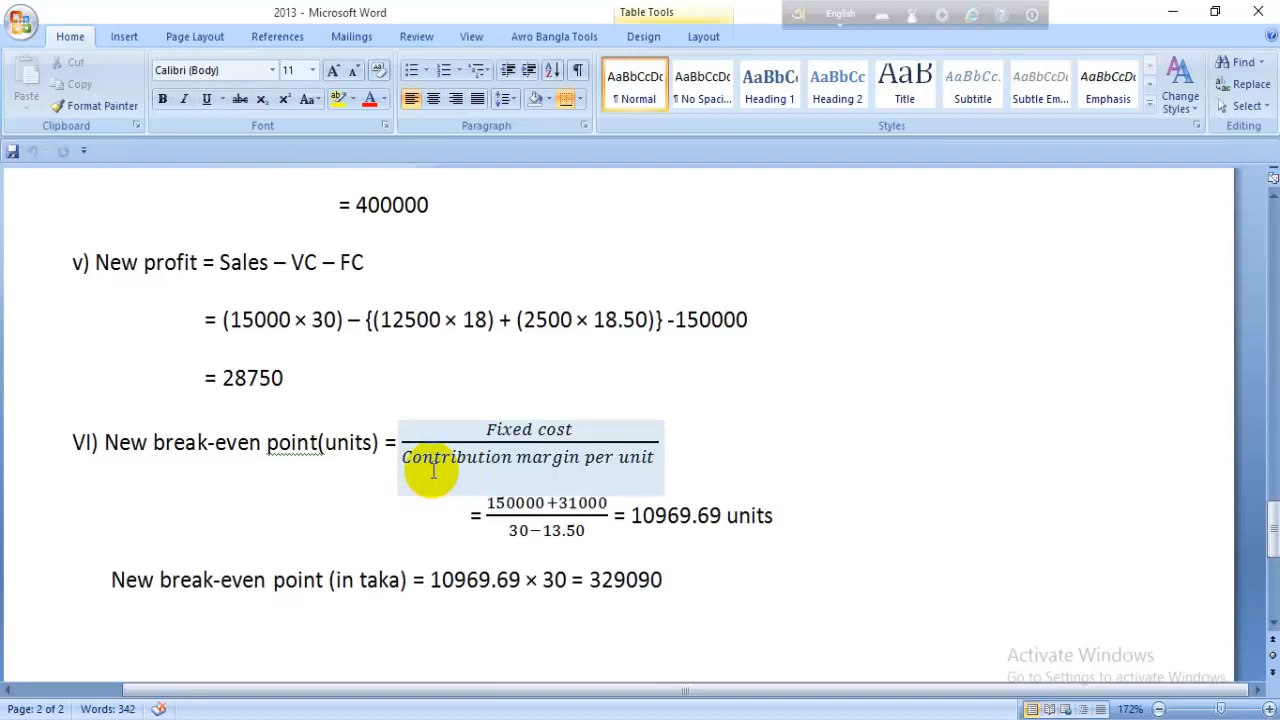 2013 - Microsoft Word
Table Tools
English
Home Insert Page Layout References Mailings Review View Avro Bangla Tools Design Layout
Cut
Copy
Format Painter
Paste
Calibri (Body) 11
AaBbCcDc AaBbCcDc AaBbCc AaBbCc AaB AaBbCc. AaBbCcDc AaBbCcDc
¶ Normal ¶ No Spaci... Heading 1 Heading 2 Title Subtitle Subtle Em... Emphasis
Change Styles
Find
Replace
Select
Clipboard Font Paragraph Styles Editing
= 400000
v) New profit = Sales – VC – FC
= (15000 × 30) – {(12500 × 18) + (2500 × 18.50)} -150000
= 28750
VI) New break-even point(units) = Fixed cost / Contribution margin per unit
= 150000+31000 / 30−13.50 = 10969.69 units
New break-even point (in taka) = 10969.69 × 30 = 329090
Activate Windows
Go to Settings to activate Windows.
Page: 2 of 2 Words: 342 172%